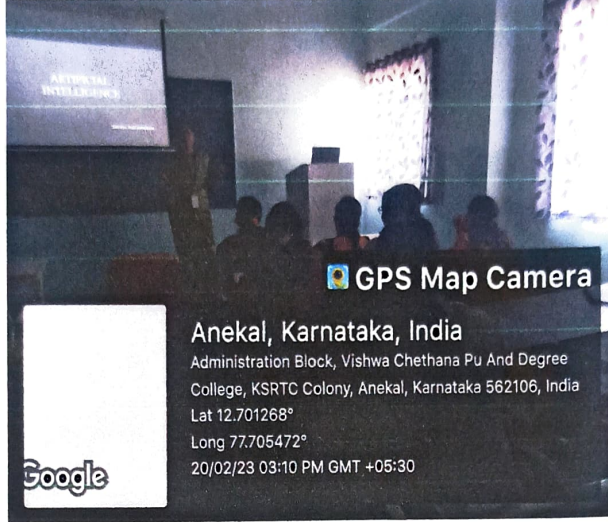 ARTIFICIAL
INTELLIGENCE
GPS Map Camera
Anekal, Karnataka, India
Administration Block, Vishwa Chethana Pu And Degree
College, KSRTC Colony, Anekal, Karnataka 562106, India
Lat 12.701268°
Long 77.705472°
20/02/23 03:10 PM GMT +05:30
Google